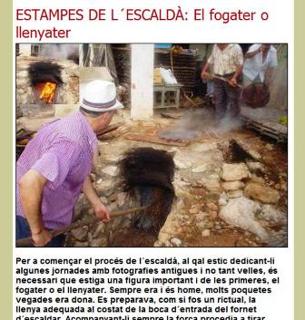 ESTAMPES DE L´ESCALDÀ: El fogater o
llenyater
Per a començar el procés de l´escaldà, al qal estic dedicant-li
algunes jornades amb fotografies antigues i no tant velles, és
necessari que estiga una figura important i de les primeres, el
fogater o el llenyater. Sempre era i és home, molts poquetes
vegades era dona. Es preparava, com si fos un rictual, la
llenya adequada al costat de la boca d´entrada del fornet
d´escaldar. Acompanyant-li sempre la força precedia a tirar